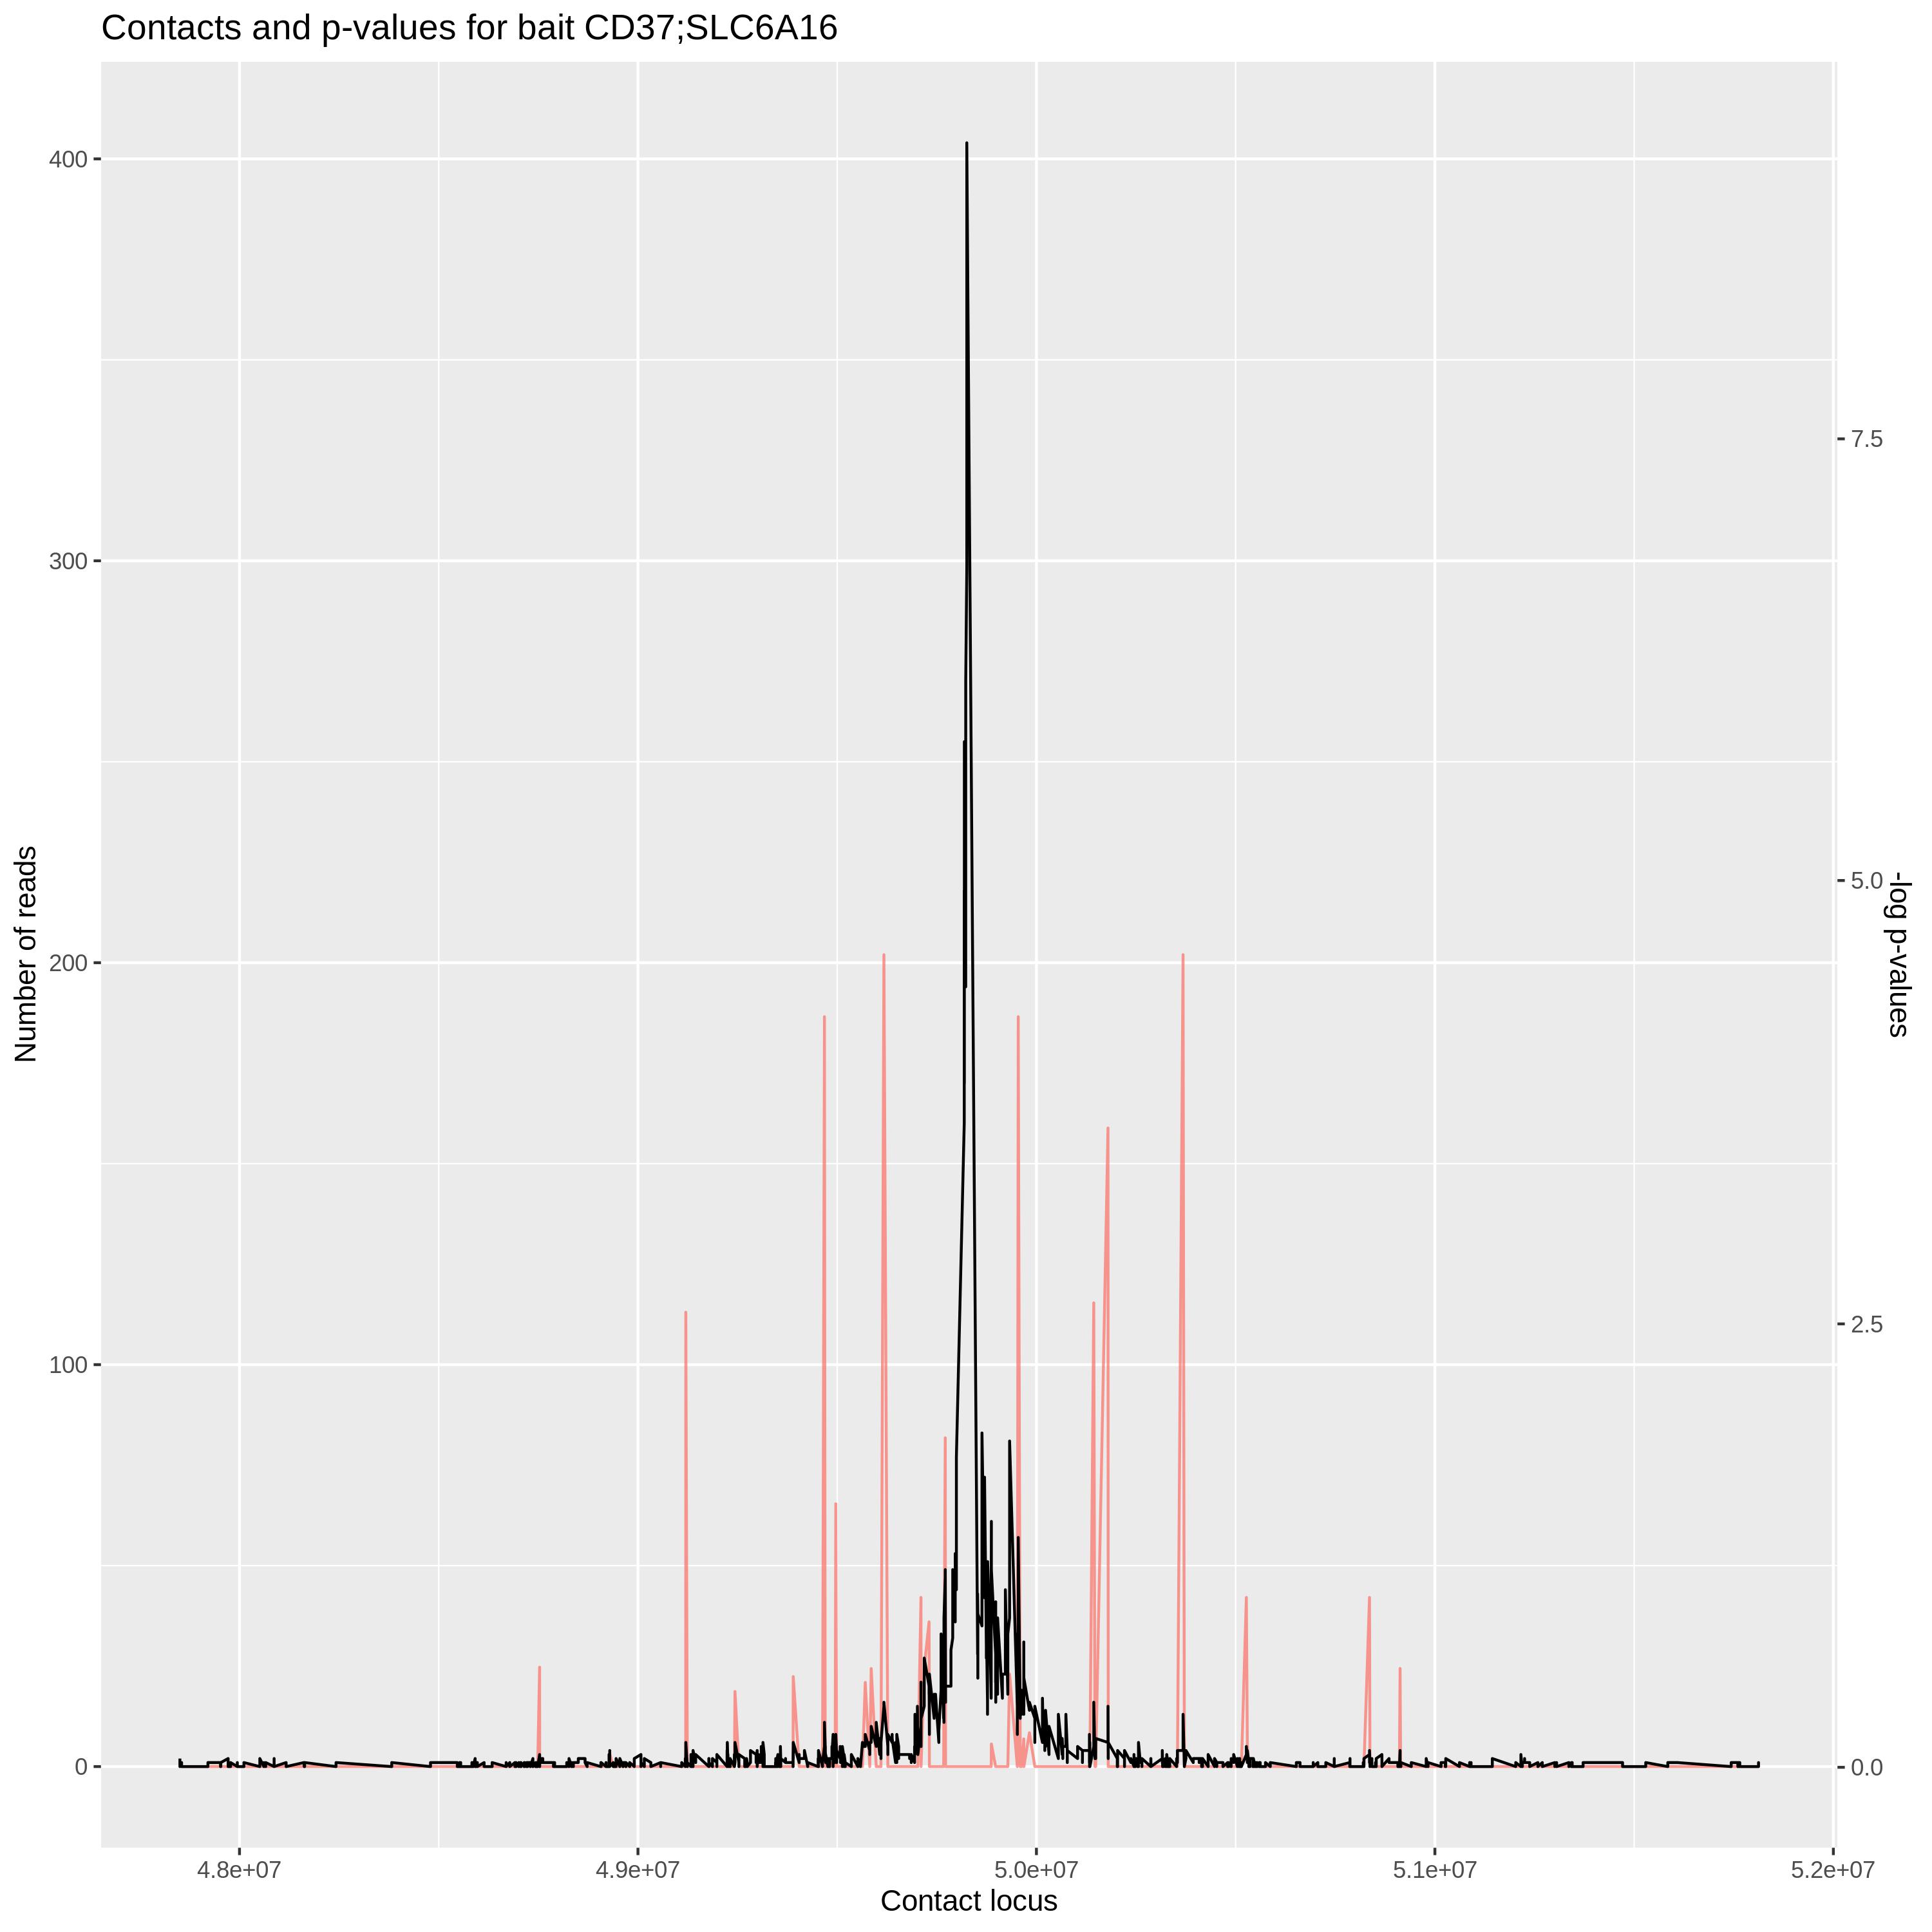 Contacts and p-values for bait CD37;SLC6A16
400
300
200
100
0
Number of reads
7.5
5.0
2.5
0.0
-log p-values
4.8e+07
4.9e+07
5.0e+07
5.1e+07
5.2e+07
Contact locus